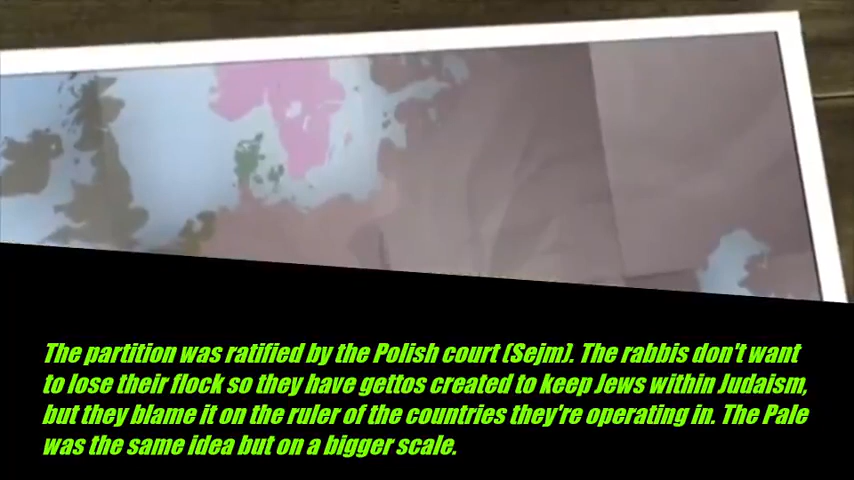 The partition was ratified by the Polish court (Sejm). The rabbis don't want
to lose their flock so they have gettos created to keep Jews within Judaism,
but they blame it on the ruler of the countries they're operating in. The Pale
was the same idea but on a bigger scale.